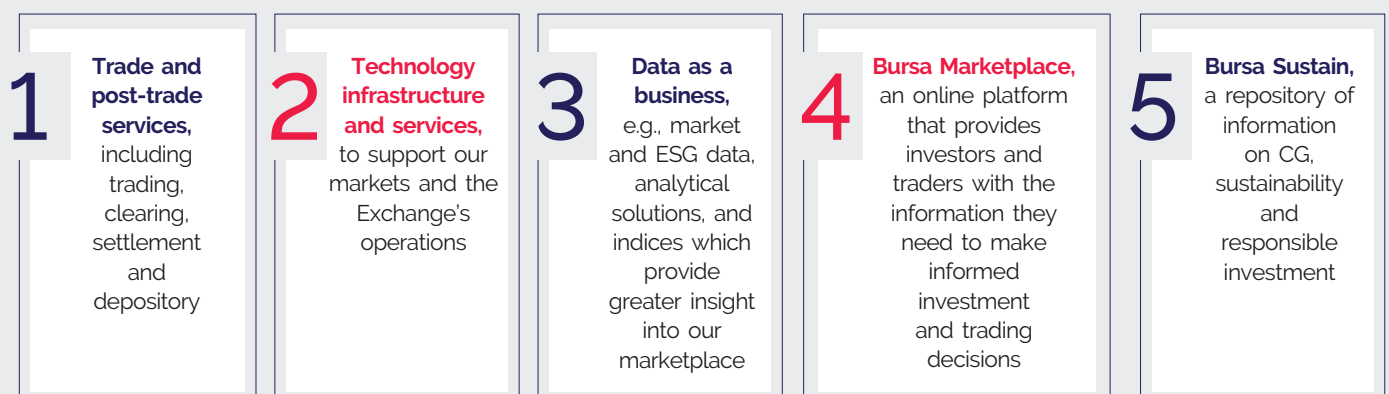 1
Trade and
post-trade
services,
including
trading,
clearing,
settlement
and
depository
2
Technology
infrastructure
and services,
to support our
markets and the
Exchange's
operations
3
Data as a
business,
e.g., market
and ESG data,
analytical
solutions, and
indices which
provide
greater insight
into our
marketplace
4
Bursa Marketplace,
an online platform
that provides
investors and
traders with the
information they
need to make
informed
investment
and trading
decisions
5
Bursa Sustain,
a repository of
information
on CG,
sustainability
and
responsible
investment